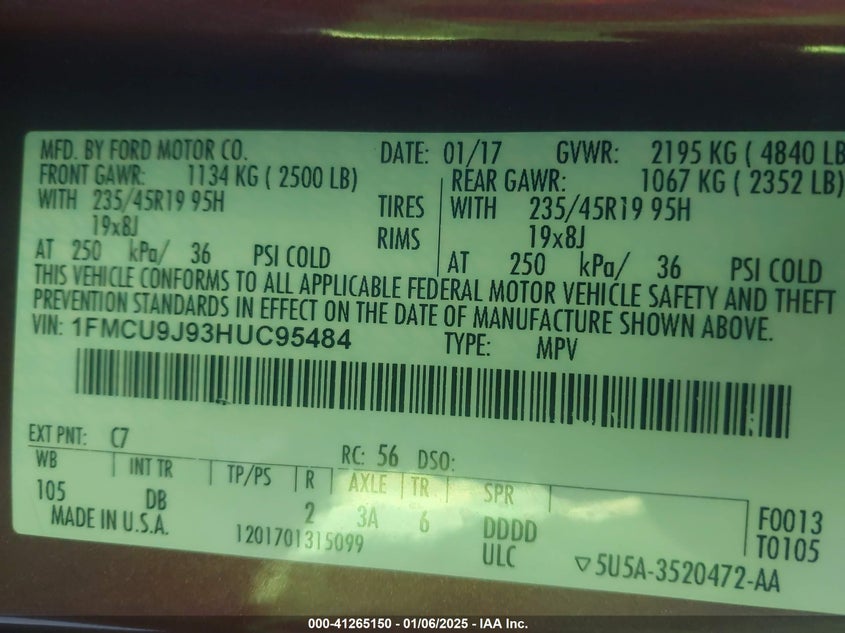 MFD. BY FORD MOTOR CO. DATE: 01/17 GVWR: 2195 KG ( 4840 LB
FRONT GAWR: 1134 KG ( 2500 LB) REAR GAWR: 1067 KG ( 2352 LB)
WITH 235/45R19 95H TIRES WITH 235/45R19 95H
19x8J RIMS 19x8J
AT 250 kPa/ 36 PSI COLD AT 250 kPa/ 36 PSI COLD
THIS VEHICLE CONFORMS TO ALL APPLICABLE FEDERAL MOTOR VEHICLE SAFETY AND THEFT
PREVENTION STANDARDS IN EFFECT ON THE DATE OF MANUFACTURE SHOWN ABOVE.
VIN: 1FMCU9J93HUC95484 TYPE: MPV
EXT PNT: C7 RC: 56 DSO:
WB INT TR TP/PS R AXLE TR SPR
105 DB 2 3A 6 DDDD F0013
MADE IN U.S.A. 1201701315099 ULC T0105
▽5U5A-3520472-AA
000-41265150 - 01/06/2025 - IAA Inc.